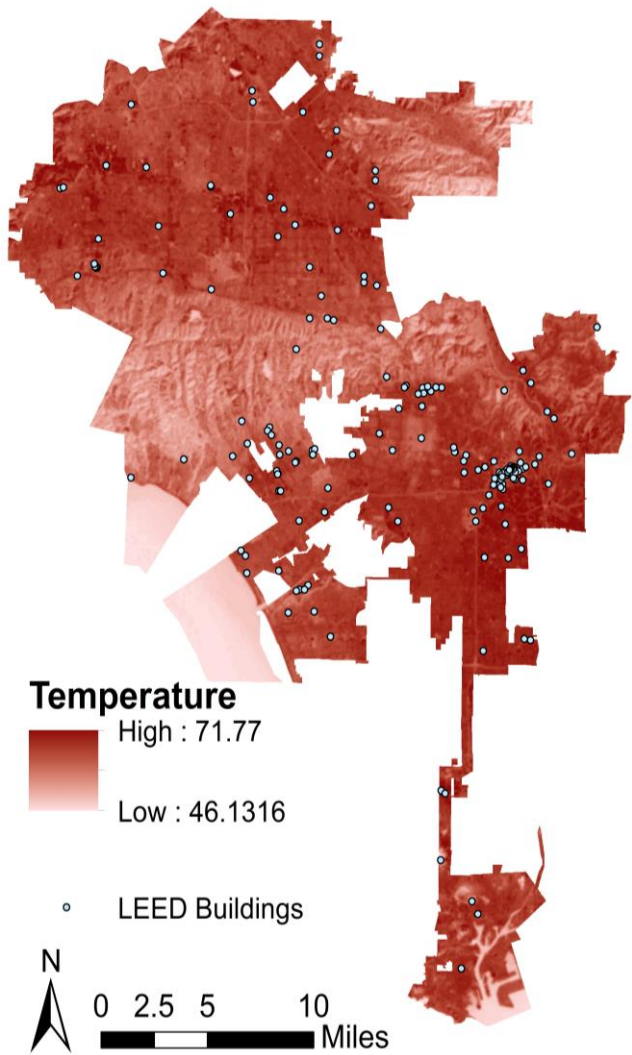 Temperature
High : 71.77
Low : 46.1316
LEED Buildings
N
0 2.5 5 10
Miles